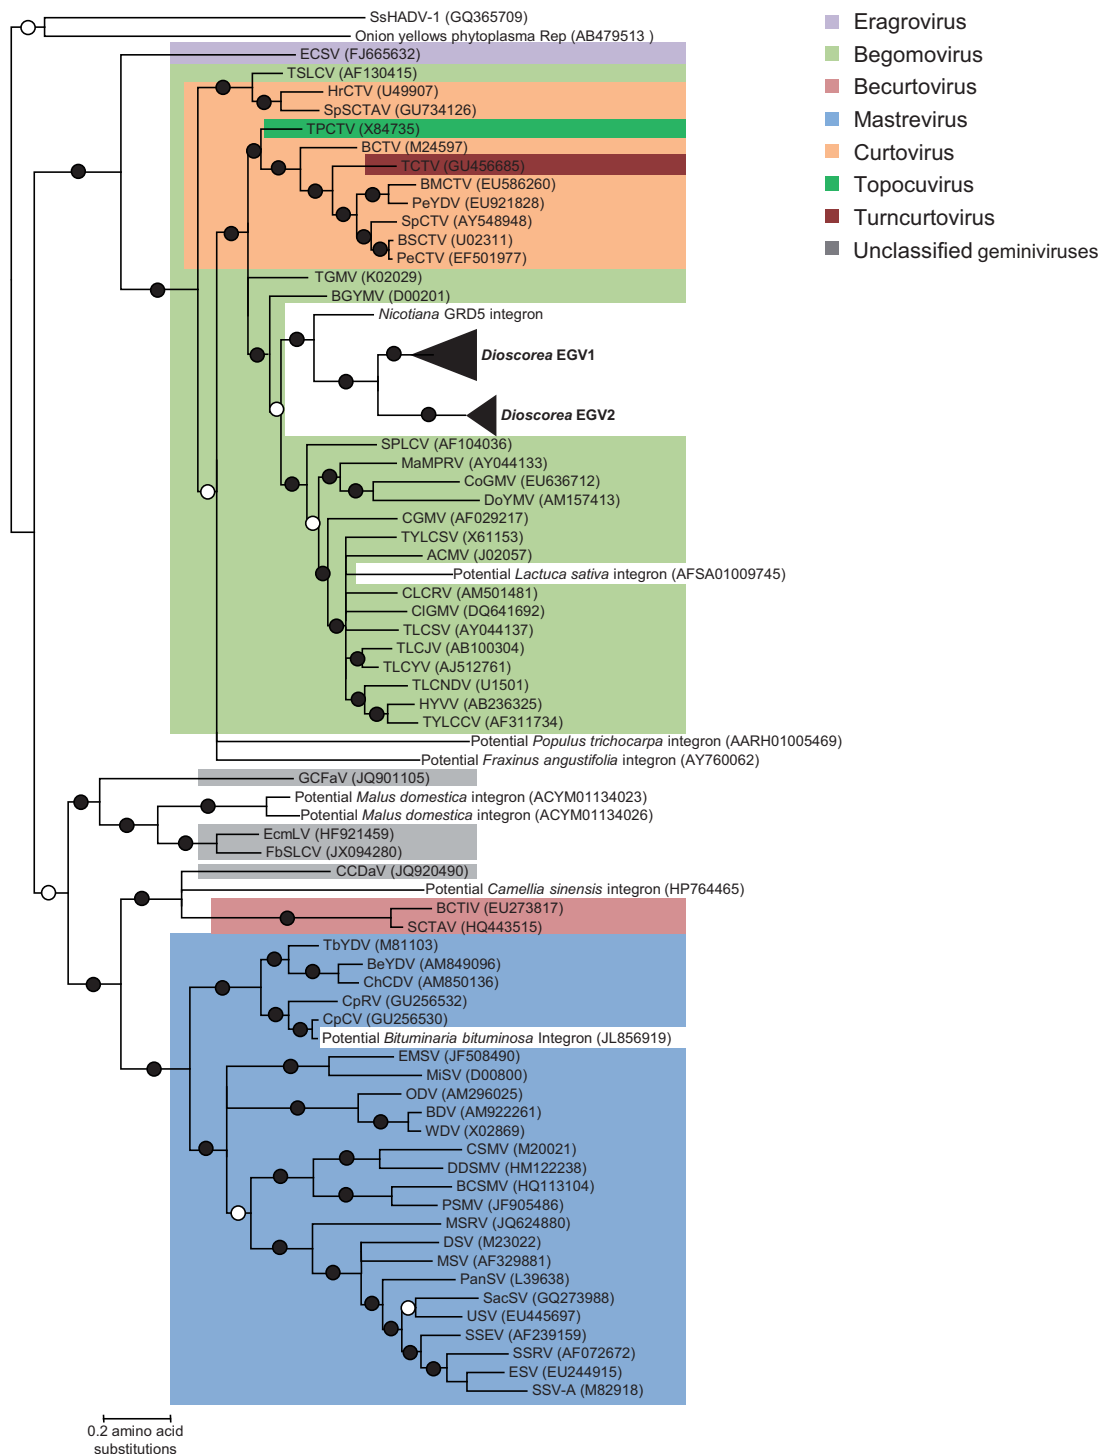 SsHADV-1 (GQ365709)
Onion yellows phytoplasma Rep (AB479513 )
ECSV (FJ665632)
TSLCV (AF130415)
HrCTV (U49907)
SpSCTAV (GU734126)
TPCTV (X84735)
BCTV (M24597)
TCTV (GU456685)
BMCTV (EU586260)
PeYDV (EU921828)
SpCTV (AY548948)
BSCTV (U02311)
PeCTV (EF501977)
TGMV (K02029)
BGYMV (D00201)
Nicotiana GRD5 integron
Dioscorea EGV1
Dioscorea EGV2
SPLCV (AF104036)
MaMPRV (AY044133)
CoGMV (EU636712)
DoYMV (AM157413)
CGMV (AF029217)
TYLCSV (X61153)
ACMV (J02057)
Potential Lactuca sativa integron (AFSA01009745)
CLCRV (AM501481)
CIGMV (DQ641692)
TLCSV (AY044137)
TLCJV (AB100304)
TLCYV (AJ512761)
TLCNDV (U1501)
HYVV (AB236325)
TYLCCV (AF311734)
Potential Populus trichocarpa integron (AARH01005469)
Potential Fraxinus angustifolia integron (AY760062)
GCFaV (JQ901105)
Potential Malus domestica integron (ACYM01134023)
Potential Malus domestica integron (ACYM01134026)
EcmLV (HF921459)
FbSLCV (JX094280)
CCDaV (JQ920490)
Potential Camellia sinensis integron (HP764465)
BCTIV (EU273817)
SCTAV (HQ443515)
TbYDV (M81103)
BeYDV (AM849096)
ChCDV (AM850136)
CpRV (GU256532)
CpCV (GU256530)
Potential Bituminaria bituminosa Integron (JL856919)
EMSV (JF508490)
MiSV (D00800)
ODV (AM296025)
BDV (AM922261)
WDV (X02869)
CSMV (M20021)
DDSMV (HM122238)
BCSMV (HQ113104)
PSMV (JF905486)
MSRV (JQ624880)
DSV (M23022)
MSV (AF329881)
PanSV (L39638)
SacSV (GQ273988)
USV (EU445697)
SSEV (AF239159)
SSRV (AF072672)
ESV (EU244915)
SSV-A (M82918)
0.2 amino acid
substitutions
Eragrovirus
Begomovirus
Becurtovirus
Mastrevirus
Curtovirus
Topocuvirus
Turncurtovirus
Unclassified geminiviruses